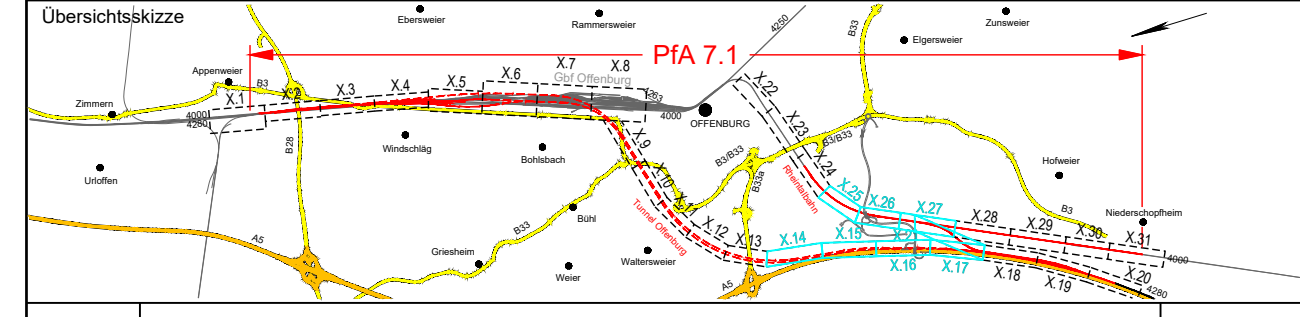 Übersichtsskizze
Ebersweier
Rammersweier
4250
B33
Zunsweier
Elgersweier
PfA 7.1
Appenweier
B3
Zimmern
4000
4280
X.1
X.2
X.3
X.4
X.5
X.6
X.7
X.8
Gbf Offenburg
4263
4000
OFFENBURG
X.22
X.23
X.24
B3/B33
B3/B33
B33a
B28
Windschläg
Bohlsbach
Urloffen
Hofweier
B3
Niederschopfheim
X.9
X.10
X.11
X.12
X.13
Tunnel Offenburg
Rheintalbahn
X.25
X.26
X.27
X.28
X.29
X.30
X.31
4000
X.14
X.15
X.16
X.17
X.18
X.19
X.20
4280
Bühl
B33
Griesheim
Weier
Waltersweier
A5
A5